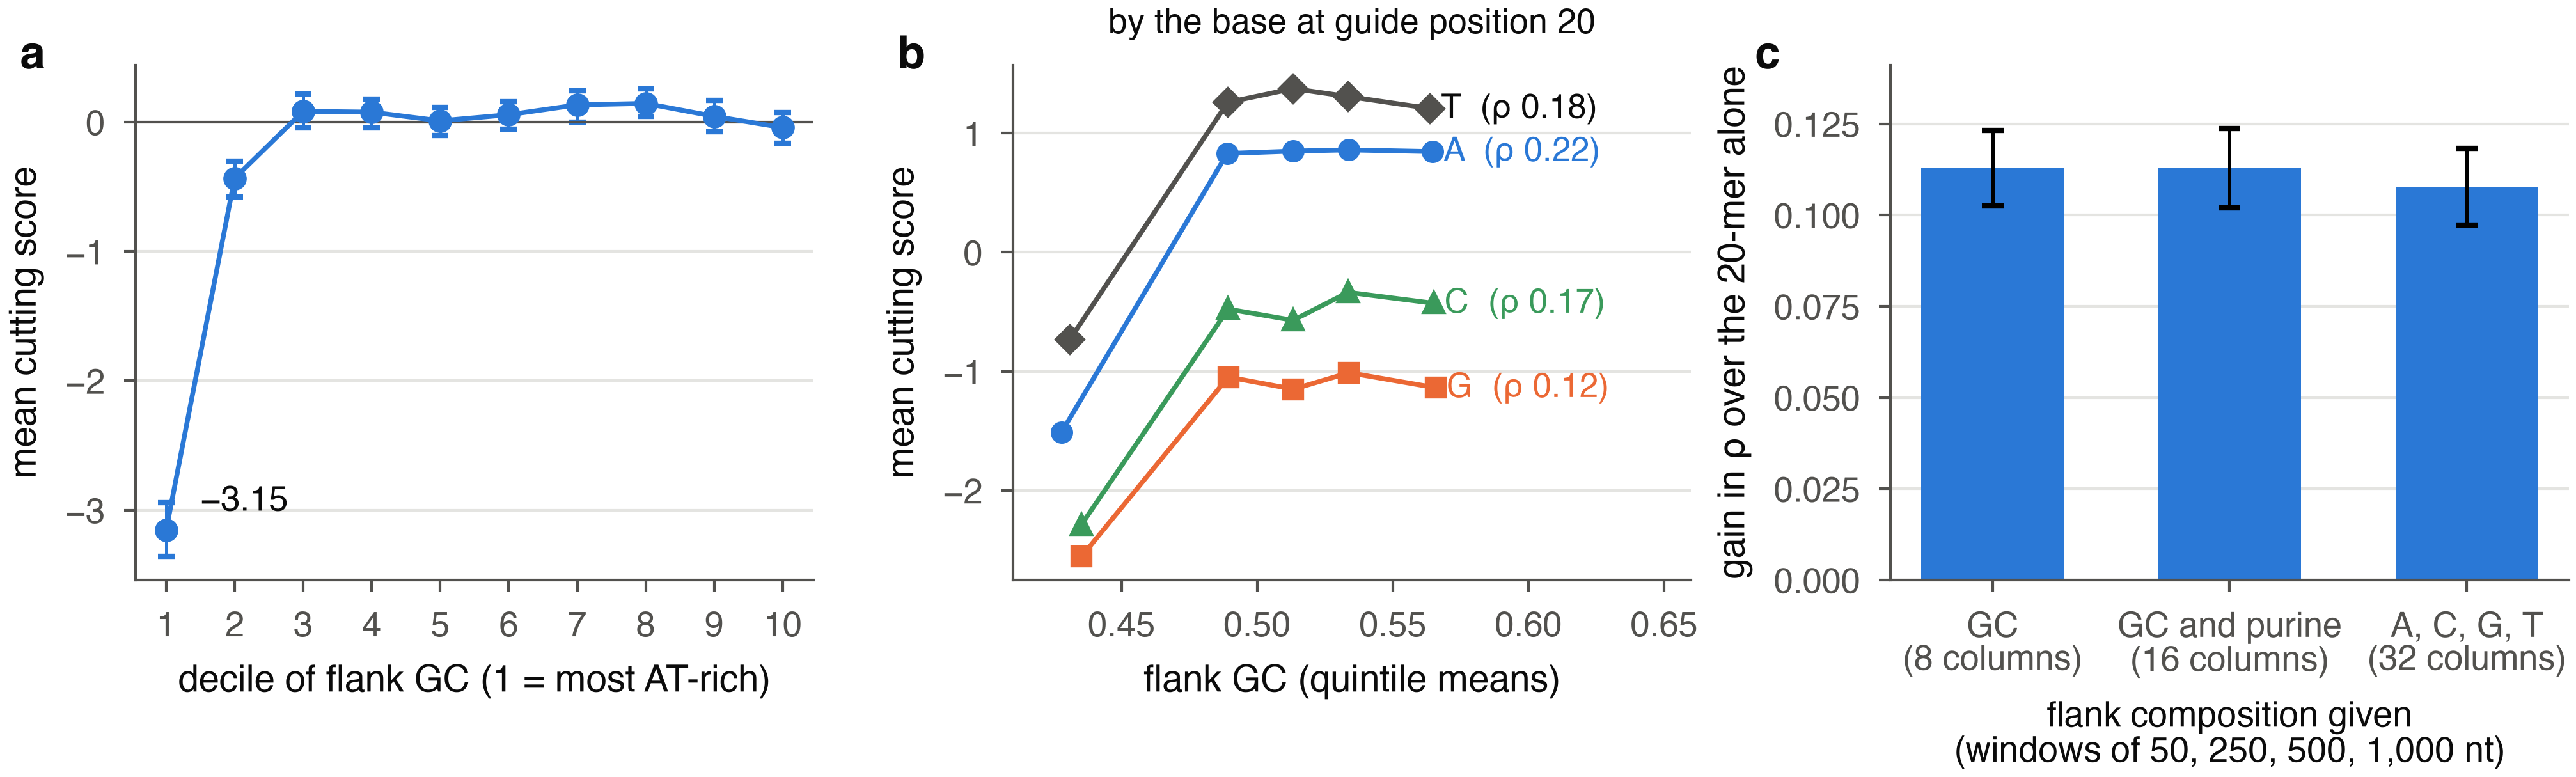 a
mean cutting score
0
−1
−2
−3
−3.15
1 2 3 4 5 6 7 8 9 10
decile of flank GC (1 = most AT-rich)
b
by the base at guide position 20
mean cutting score
1
0
−1
−2
T (ρ 0.18)
A (ρ 0.22)
C (ρ 0.17)
G (ρ 0.12)
0.45 0.50 0.55 0.60 0.65
flank GC (quintile means)
c
gain in ρ over the 20-mer alone
0.125
0.100
0.075
0.050
0.025
0.000
GC
(8 columns)
GC and purine
(16 columns)
A, C, G, T
(32 columns)
flank composition given
(windows of 50, 250, 500, 1,000 nt)